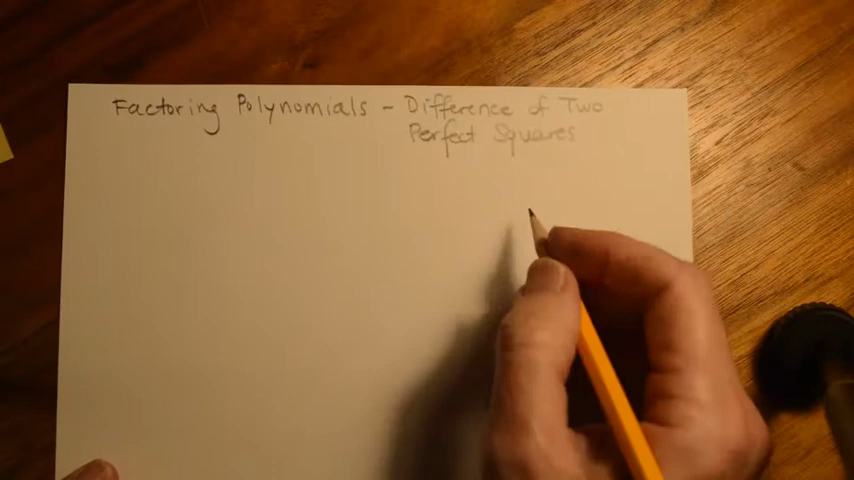 Factoring Polynomials - Difference of Two
Perfect Squares